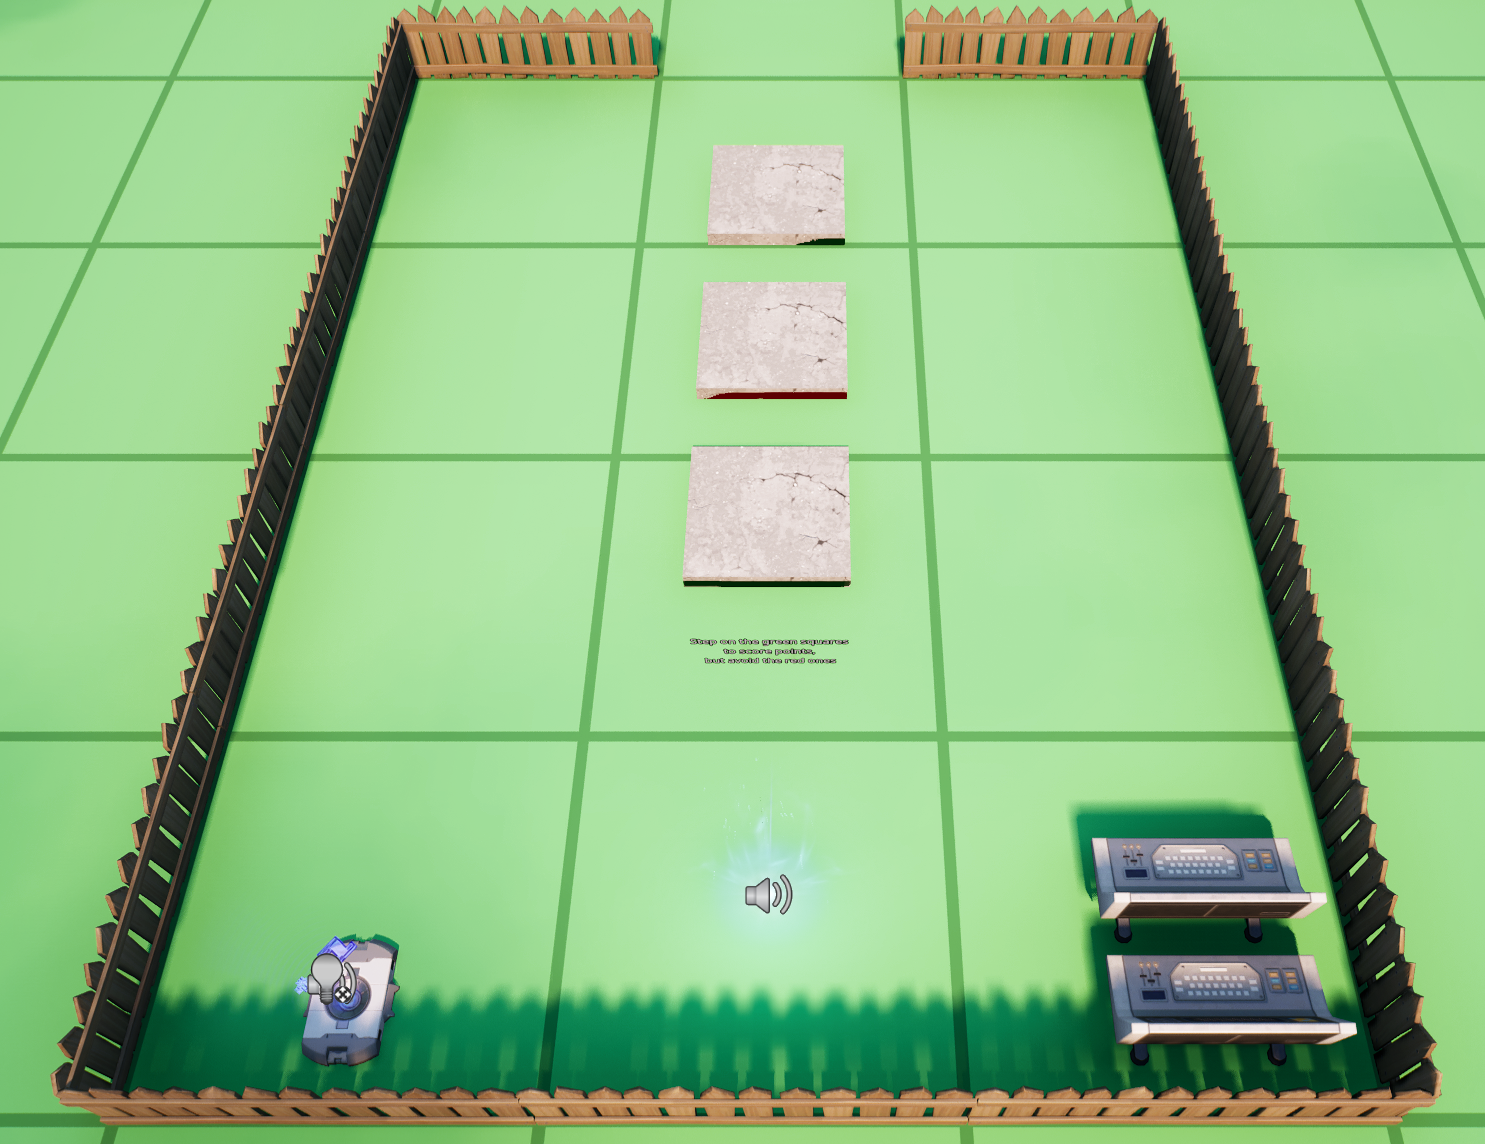 Step on the green squares
to score points,
but avoid the red ones